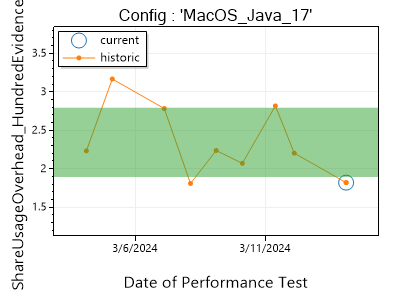 Config : 'MacOS_Java_17'
ShareUsageOverhead_HundredEvidence
current
historic
3.5
3
2.5
2
1.5
3/6/2024
3/11/2024
Date of Performance Test